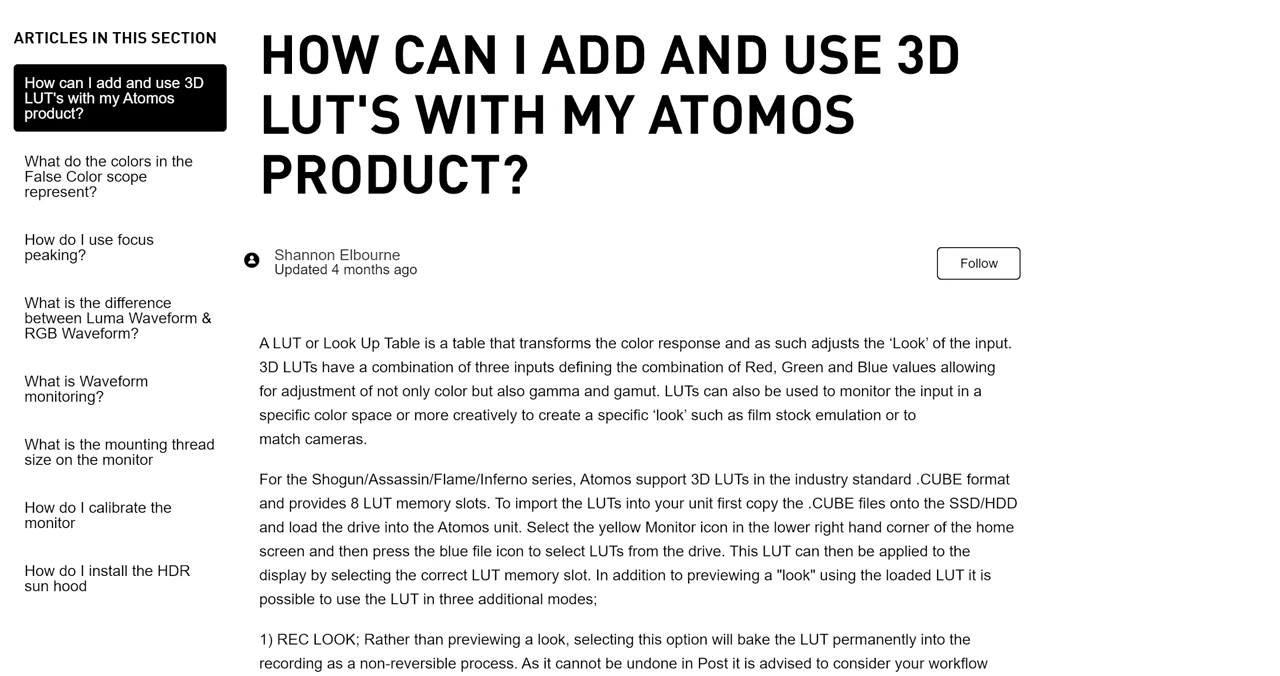 ARTICLES IN THIS SECTION
How can I add and use 3D
LUT's with my Atomos
product?
What do the colors in the
False Color scope
represent?
How do I use focus
peaking?
What is the difference
between Luma Waveform &
RGB Waveform?
What is Waveform
monitoring?
What is the mounting thread
size on the monitor
How do I calibrate the
monitor
How do I install the HDR
sun hood
HOW CAN I ADD AND USE 3D
LUT'S WITH MY ATOMOS
PRODUCT?
Shannon Elbourne
Updated 4 months ago
Follow
A LUT or Look Up Table is a table that transforms the color response and as such adjusts the ‘Look’ of the input.
3D LUTs have a combination of three inputs defining the combination of Red, Green and Blue values allowing
for adjustment of not only color but also gamma and gamut. LUTs can also be used to monitor the input in a
specific color space or more creatively to create a specific ‘look’ such as film stock emulation or to
match cameras.
For the Shogun/Assassin/Flame/Inferno series, Atomos support 3D LUTs in the industry standard .CUBE format
and provides 8 LUT memory slots. To import the LUTs into your unit first copy the .CUBE files onto the SSD/HDD
and load the drive into the Atomos unit. Select the yellow Monitor icon in the lower right hand corner of the home
screen and then press the blue file icon to select LUTs from the drive. This LUT can then be applied to the
display by selecting the correct LUT memory slot. In addition to previewing a "look" using the loaded LUT it is
possible to use the LUT in three additional modes;
1) REC LOOK; Rather than previewing a look, selecting this option will bake the LUT permanently into the
recording as a non-reversible process. As it cannot be undone in Post it is advised to consider your workflow